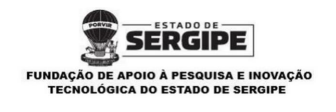 PORVIR
ESTADO DE
SERGIPE
FUNDAÇÃO DE APOIO À PESQUISA E INOVAÇÃO
TECNOLÓGICA DO ESTADO DE SERGIPE